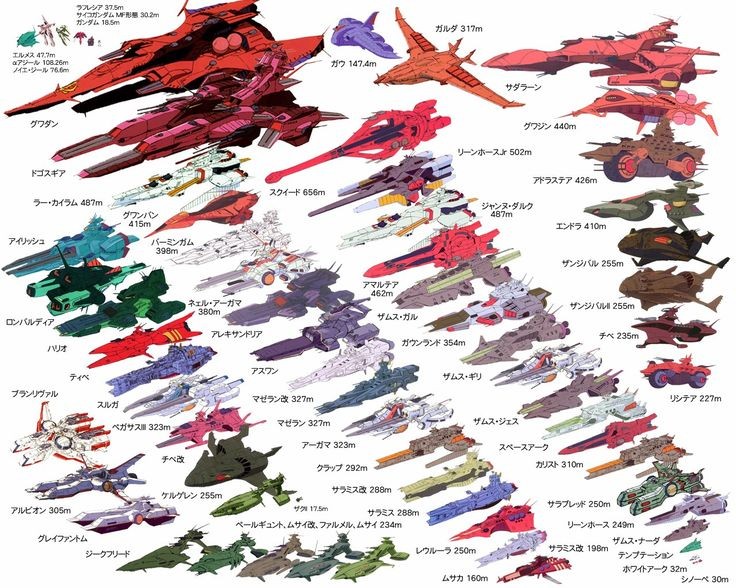 ラフレシア 37.5m
サイコガンダム MF形態 30.2m
ガンダム 18.5m
エルメス 47.7m
αアジール 108.26m
ノイエ・ジール 76.6m
ガウ 147.4m
ガルダ 317m
サダラーン
グワダン
グワジン 440m
ドゴスギア
リーンホースJr 502m
アドラステア 426m
ラー・カイラム 487m
スクイード 656m
グワンバン
415m
ジャンヌ・ダルク
487m
エンドラ 410m
アイリッシュ
バーミンガム
398m
ザンジバル 255m
アマルテア
462m
ネェル・アーガマ
380m
ザンジバルII 255m
ロンバルディア
ザムス・ガル
アレキサンドリア
チベ 235m
ハリオ
ガウンランド 354m
アスワン
ティベ
ザムス・ギリ
ブランリヴァル
スルガ
マゼラン改 327m
リシテア 227m
ペガサスIII 323m
マゼラン 327m
ザムス・ジェス
アーガマ 323m
スペースアーク
チベ改
クラップ 292m
カリスト 310m
ケルゲレン 255m
サラミス改 288m
アルビオン 305m
ザクII 17.5m
サラブレッド 250m
サラミス 288m
グレイファントム
リーンホース 249m
ペールギュント、ムサイ改、ファルメル、ムサイ 234m
ザムス・ナーダ
レウルーラ 250m
サラミス改 198m
テンプテーション
ジークフリード
ホワイトアーク 32m
ムサカ 160m
シノーペ 30m